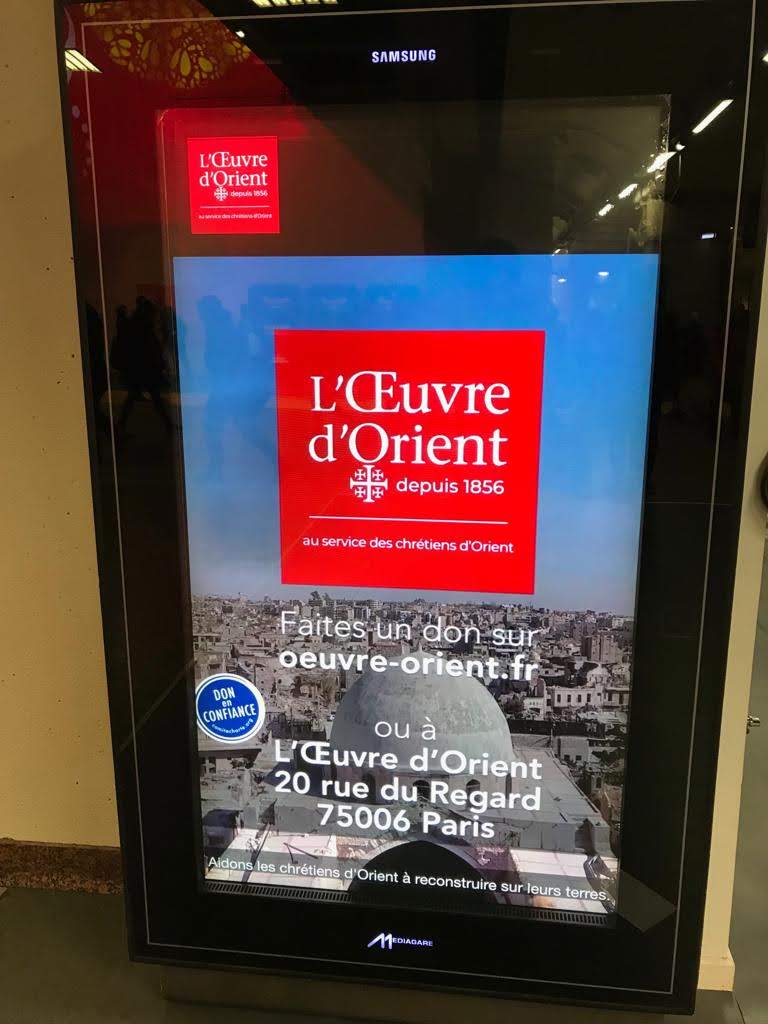 SAMSUNG
L'Œuvre
d'Orient
depuis 1856
au service des chrétiens d'Orient
L'Œuvre
d'Orient
depuis 1856
au service des chrétiens d'Orient
Faites un don sur
oeuvre-orient.fr
DON
en
CONFIANCE
comitecharte.org
ou à
L'Œuvre d'Orient
20 rue du Regard
75006 Paris
Aidons les chrétiens d'Orient à reconstruire sur leurs terres.
MEDIAGARE